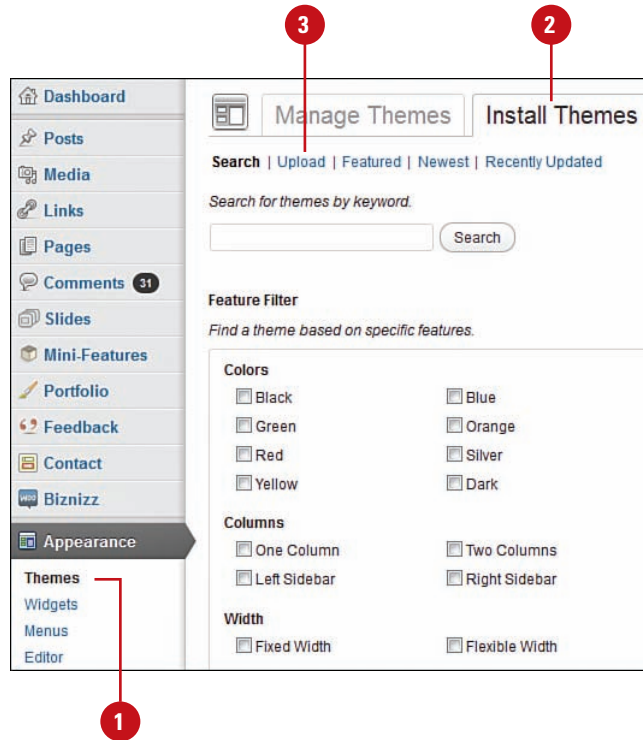 3
2
Dashboard
Posts
Media
Links
Pages
Comments 31
Slides
Mini-Features
Portfolio
Feedback
Contact
Biznizz
Appearance
Themes
Widgets
Menus
Editor
Manage Themes
Install Themes
Search | Upload | Featured | Newest | Recently Updated
Search for themes by keyword.
Search
Feature Filter
Find a theme based on specific features.
Colors
Black
Blue
Green
Orange
Red
Silver
Yellow
Dark
Columns
One Column
Two Columns
Left Sidebar
Right Sidebar
Width
Fixed Width
Flexible Width
1